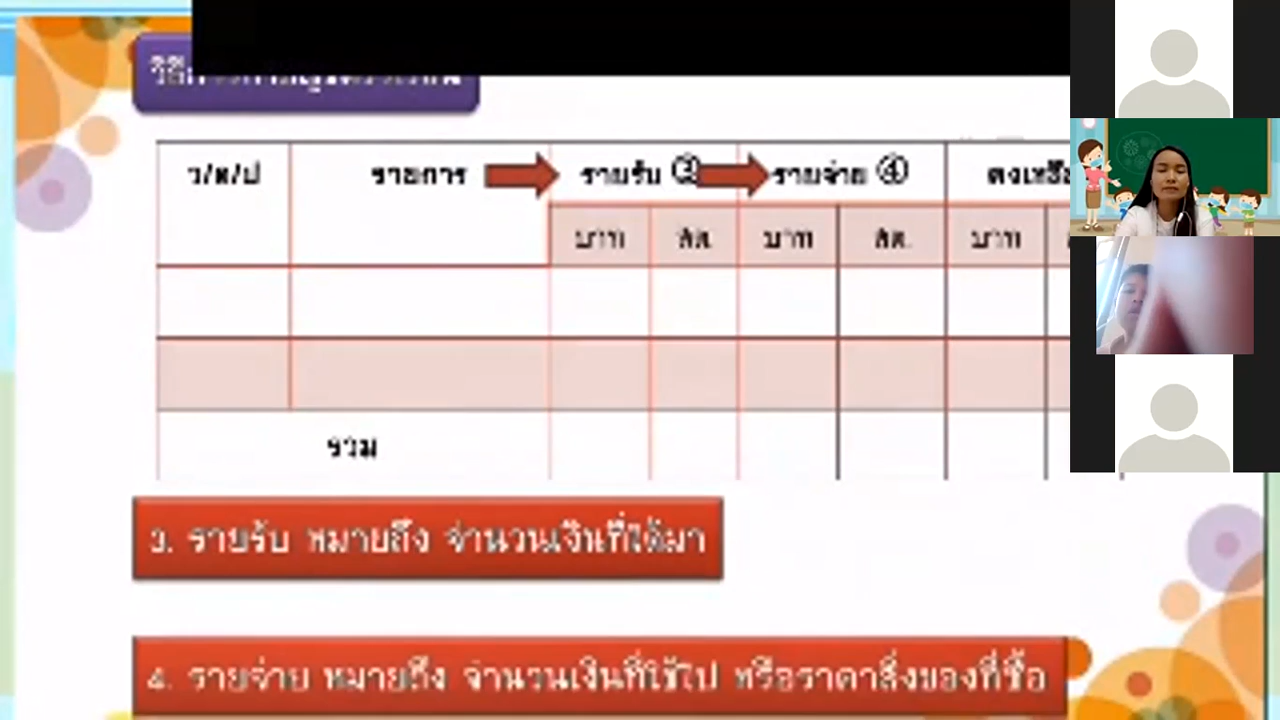 ว/ด/ป รายการ รายรับ ③ รายจ่าย ④ คงเหลือ
บาท สต. บาท สต. บาท
รวม
3. รายรับ หมายถึง จำนวนเงินที่ได้มา
4. รายจ่าย หมายถึง จำนวนเงินที่ใช้ไป หรือราคาสิ่งของที่ซื้อ